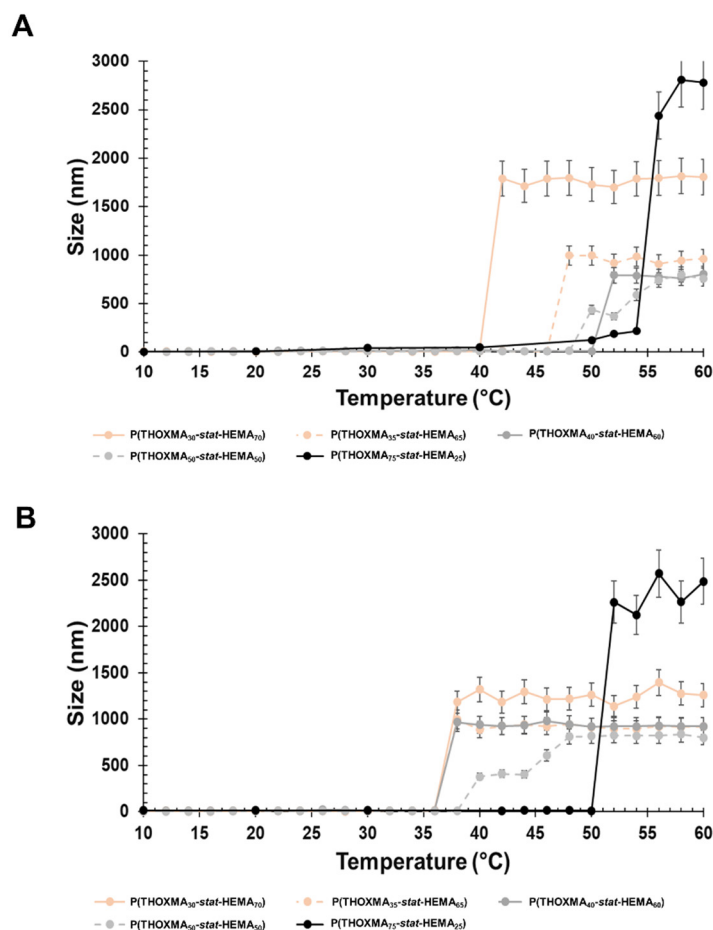 A
3000
2500
2000
1500
1000
500
0
Size (nm)
10 15 20 25 30 35 40 45 50 55 60
Temperature (°C)
P(THOXMA₃₀-stat-HEMA₇₀) P(THOXMA₃₅-stat-HEMA₆₅) P(THOXMA₄₀-stat-HEMA₆₀)
P(THOXMA₅₀-stat-HEMA₅₀) P(THOXMA₇₅-stat-HEMA₂₅)
B
3000
2500
2000
1500
1000
500
0
Size (nm)
10 15 20 25 30 35 40 45 50 55 60
Temperature (°C)
P(THOXMA₃₀-stat-HEMA₇₀) P(THOXMA₃₅-stat-HEMA₆₅) P(THOXMA₄₀-stat-HEMA₆₀)
P(THOXMA₅₀-stat-HEMA₅₀) P(THOXMA₇₅-stat-HEMA₂₅)